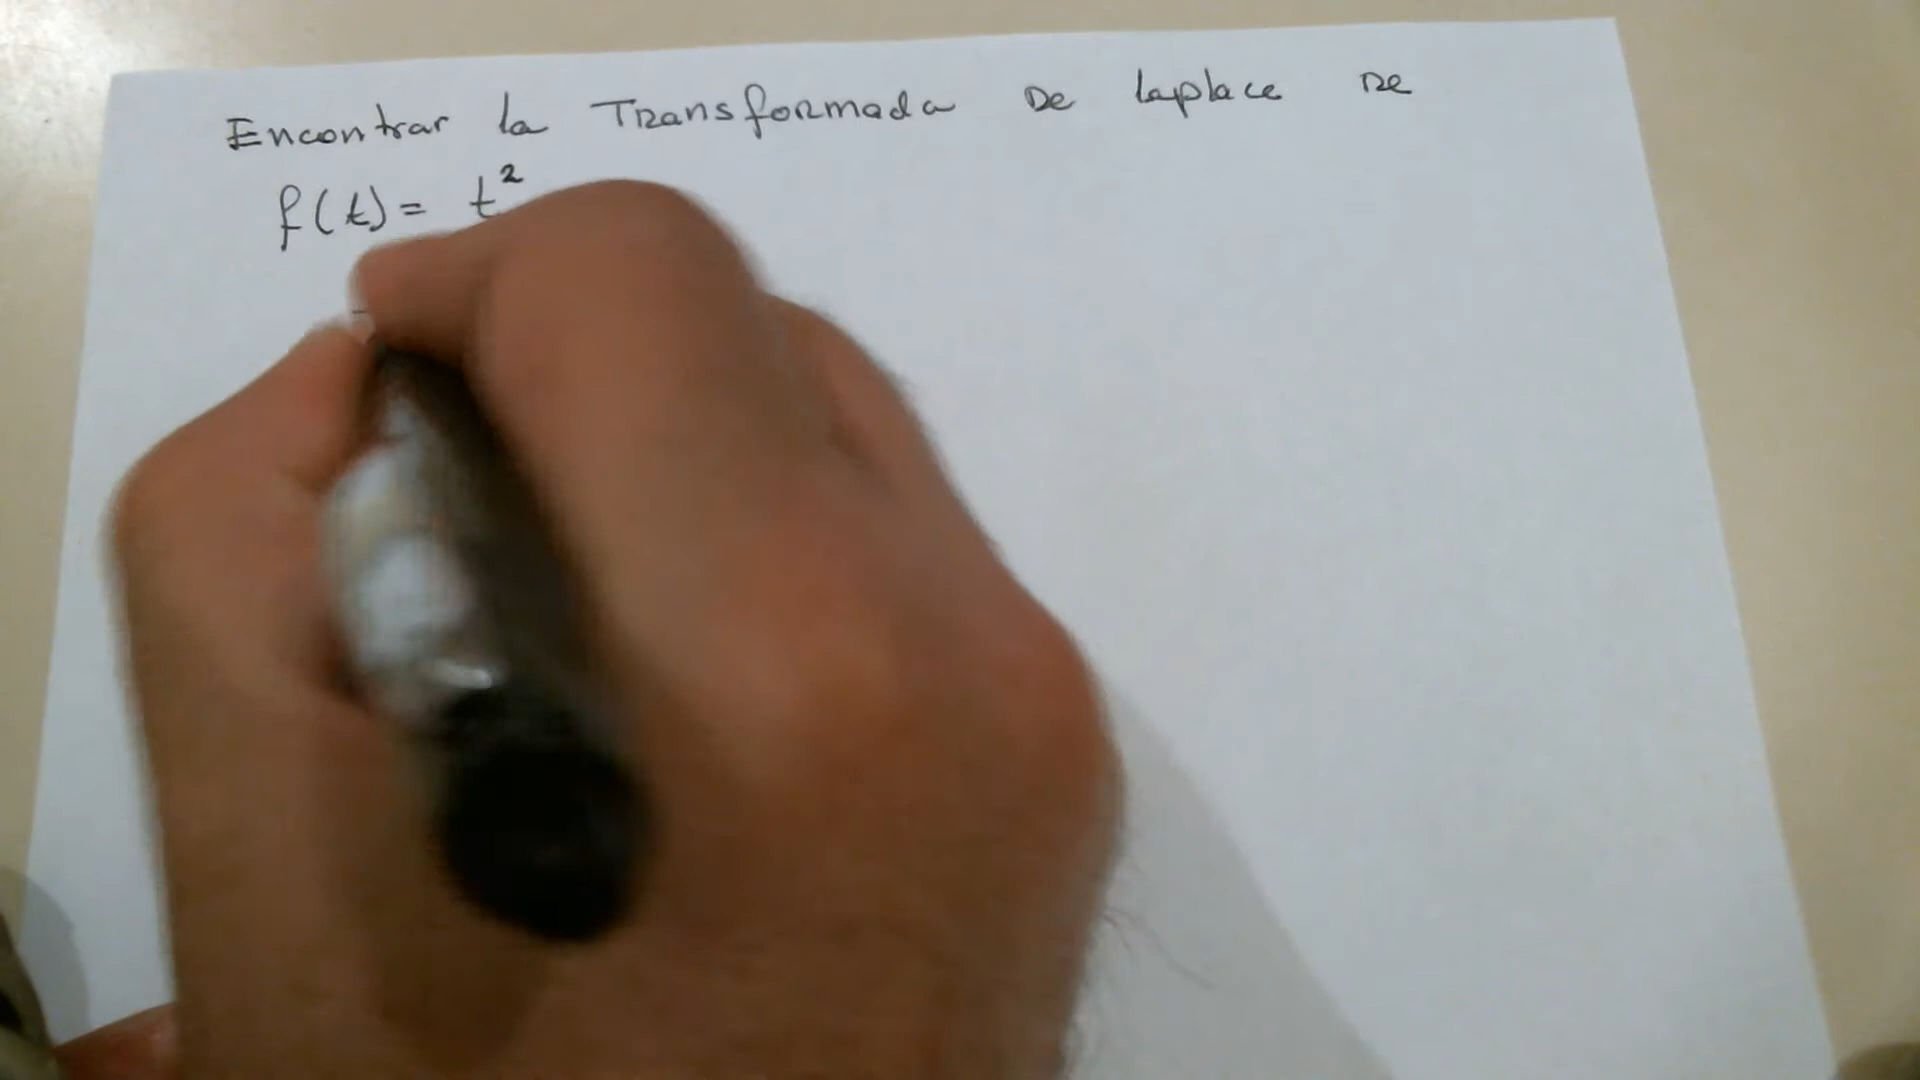 Encontrar la Transformada De Laplace De
f(t) = t²